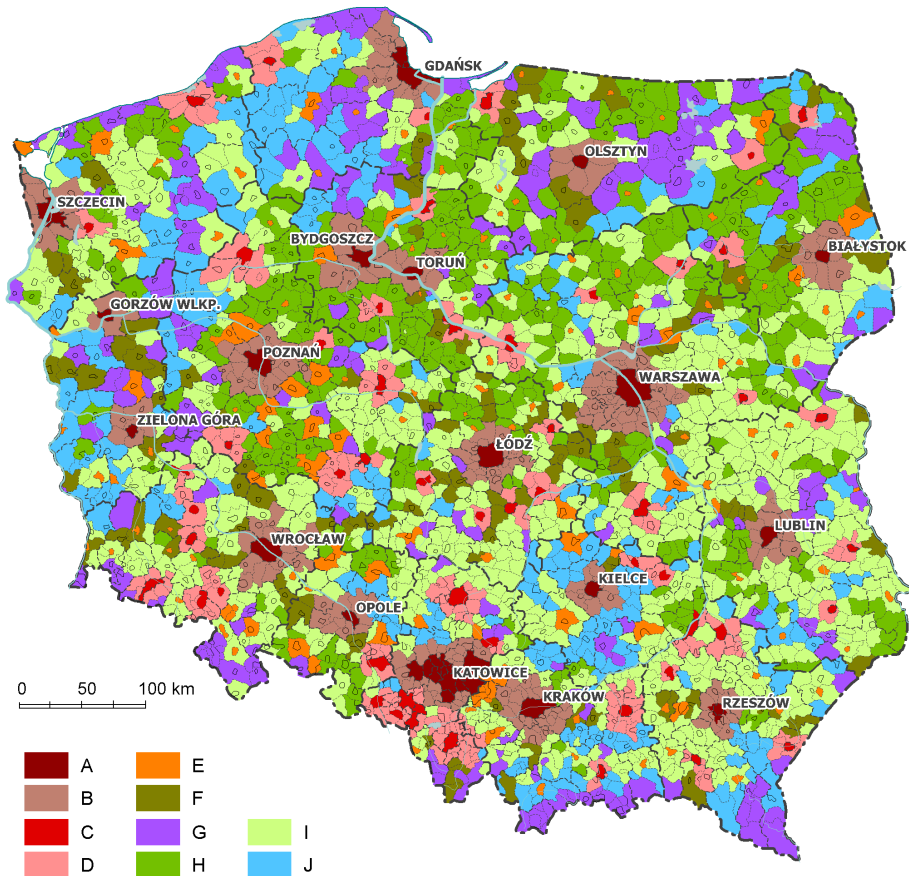 GDAŃSK
OLSZTYN
SZCZECIN
BYDGOSZCZ
BIAŁYSTOK
TORUŃ
GORZÓW WLKP.
POZNAŃ
WARSZAWA
ZIELONA GÓRA
ŁÓDŹ
LUBLIN
WROCŁAW
KIELCE
OPOLE
KATOWICE
KRAKÓW
RZESZÓW
0 50 100 km
A E
B F
C G I
D H J